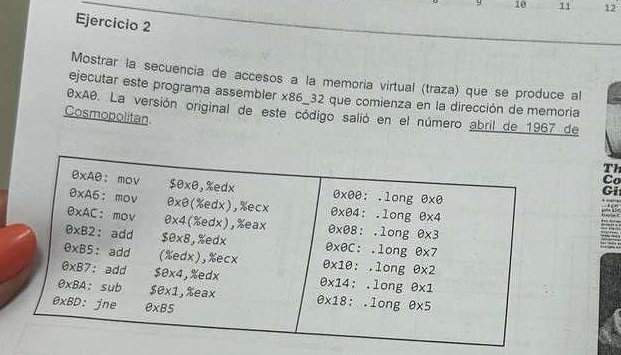 9 10 11 12
Ejercicio 2
Mostrar la secuencia de accesos a la memoria virtual (traza) que se produce al
ejecutar este programa assembler x86_32 que comienza en la dirección de memoria
0xA0. La versión original de este código salió en el número abril de 1967 de
Cosmopolitan.
0xA0: mov $0x0,%edx
0xA6: mov 0x0(%edx),%ecx
0xAC: mov 0x4(%edx),%eax
0xB2: add $0x8,%edx
0xB5: add (%edx),%ecx
0xB7: add $0x4,%edx
0xBA: sub $0x1,%eax
0xBD: jne 0xB5
0x00: .long 0x0
0x04: .long 0x4
0x08: .long 0x3
0x0C: .long 0x7
0x10: .long 0x2
0x14: .long 0x1
0x18: .long 0x5
Th
Co
Gi